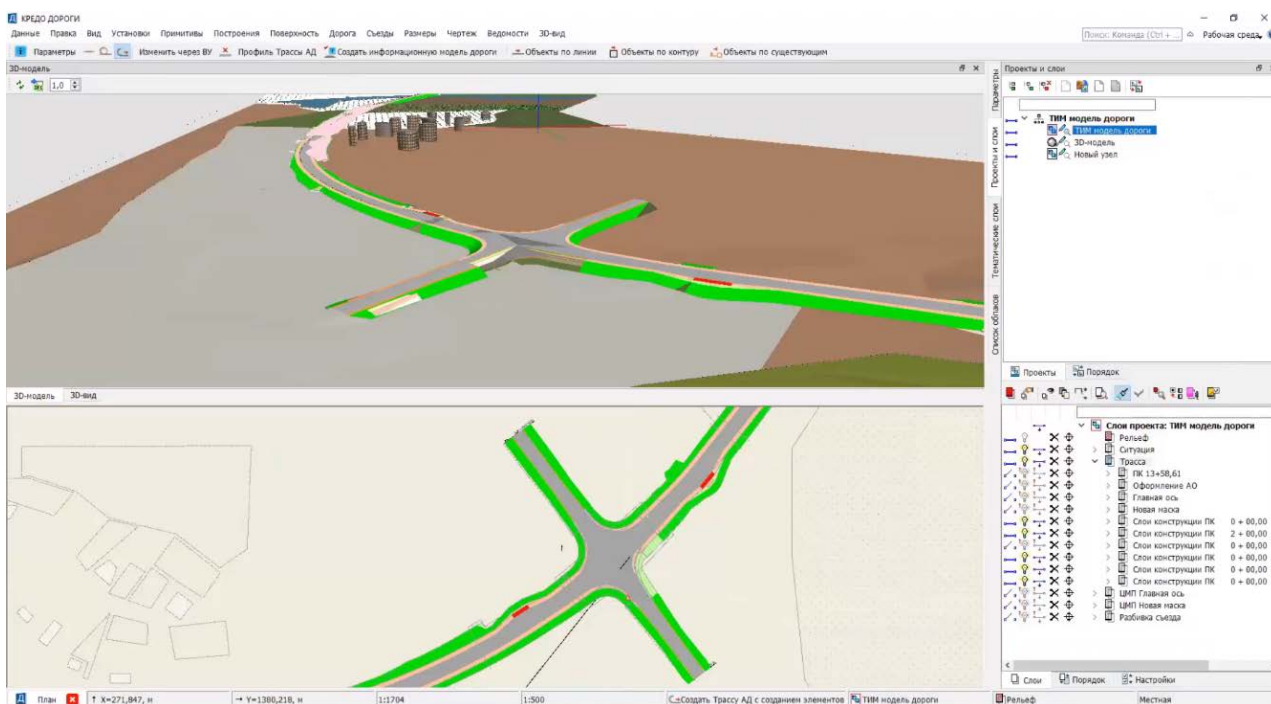 КРЕДО ДОРОГИ
Данные Правка Вид Установки Примитивы Построения Поверхность Дорога Съезды Размеры Чертеж Ведомости 3D-вид
Поиск: Команда (Ctrl + ... Рабочая среда
Параметры Изменить через ВУ Профиль Трассы АД Создать информационную модель дороги Объекты по линии Объекты по контуру Объекты по существующим
3D-модель
1,0
Параметры
Проекты и слои
Тематические слои
Список облаков
Проекты и слои
ТИМ модель дороги
ТИМ модель дороги
3D-модель
Новый узел
Проекты Порядок
3D-модель 3D-вид
Слои проекта: ТИМ модель дороги
Рельеф
Ситуация
Трасса
ПК 13+58,61
Оформление АО
Главная ось
Новая маска
Слои конструкции ПК 0 + 00,00
Слои конструкции ПК 2 + 00,00
Слои конструкции ПК 0 + 00,00
Слои конструкции ПК 0 + 00,00
Слои конструкции ПК 0 + 00,00
ЦМП Главная ось
ЦМП Новая маска
Разбивка съезда
Слои Порядок Настройки
План X=271,847, м Y=1380,218, м 1:1704 1:500 Создать Трассу АД с созданием элементов ТИМ модель дороги Рельеф Местная